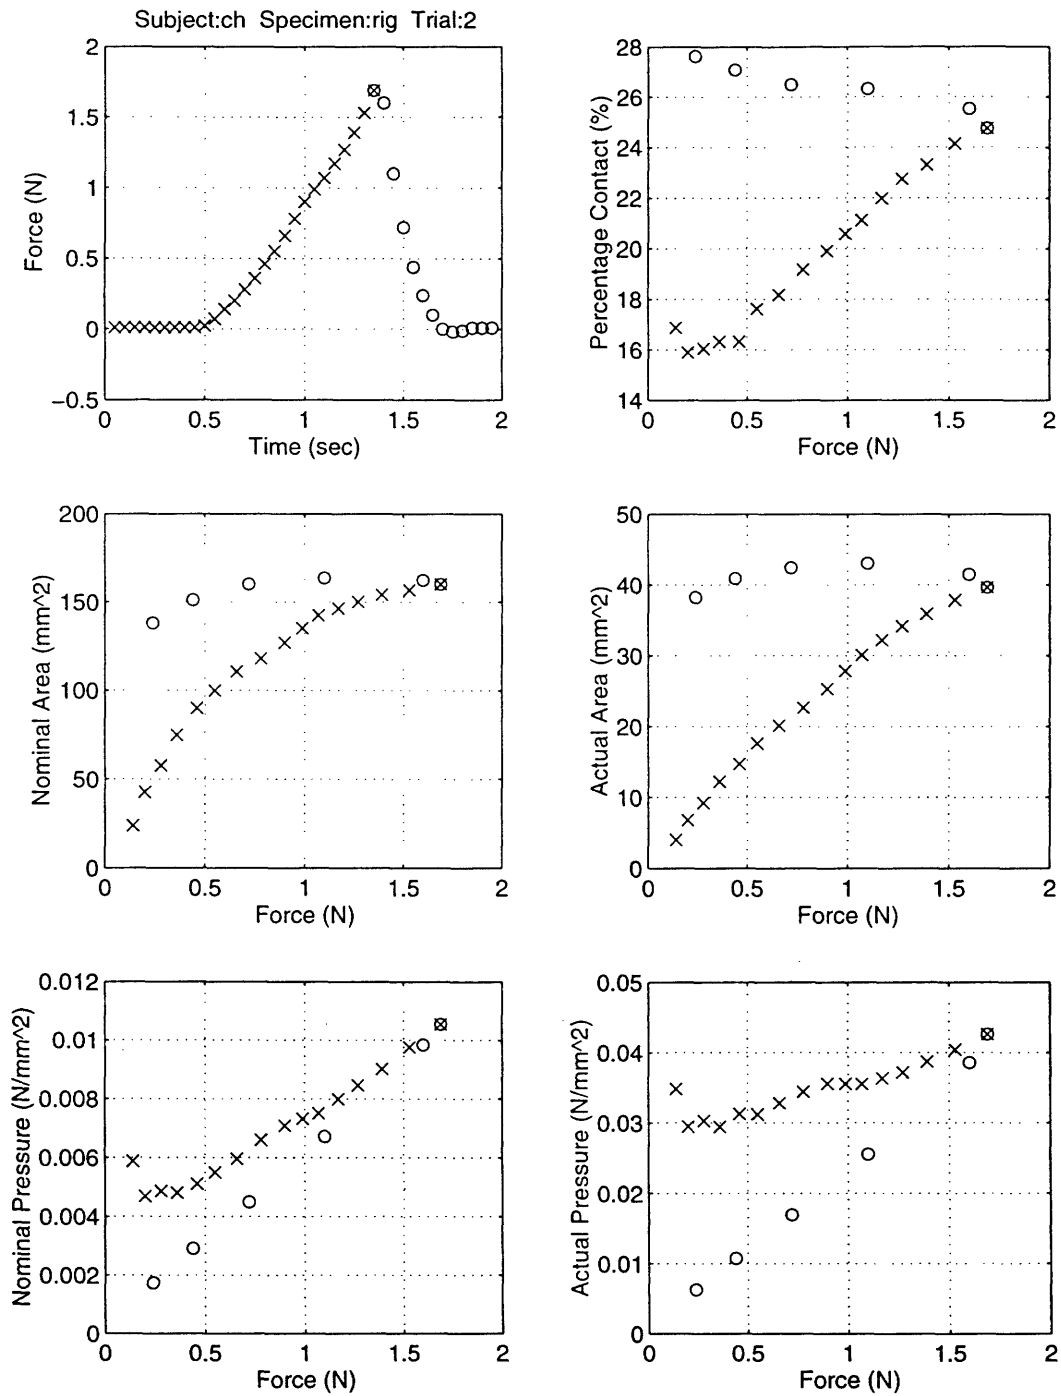 Subject:ch Specimen:rig Trial:2
2
1.5
1
0.5
0
−0.5
Force (N)
0 0.5 1 1.5 2
Time (sec)
28
26
24
22
20
18
16
14
Percentage Contact (%)
0 0.5 1 1.5 2
Force (N)
200
150
100
50
0
Nominal Area (mm^2)
0 0.5 1 1.5 2
Force (N)
50
40
30
20
10
0
Actual Area (mm^2)
0 0.5 1 1.5 2
Force (N)
0.012
0.01
0.008
0.006
0.004
0.002
0
Nominal Pressure (N/mm^2)
0 0.5 1 1.5 2
Force (N)
0.05
0.04
0.03
0.02
0.01
0
Actual Pressure (N/mm^2)
0 0.5 1 1.5 2
Force (N)